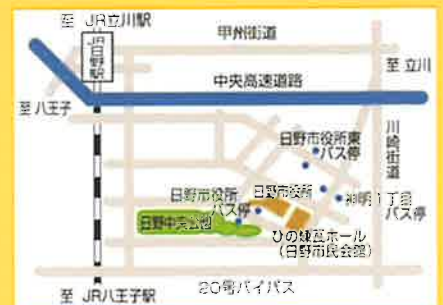 至 JR立川駅
JR日野駅
甲州街道
至 立川
中央高速道路
至 八王子
川崎街道
日野市役所東
バス停
日野市役所
バス停
日野市役所
神明1丁目
バス停
日野中央公園
ひの煉瓦ホール
(日野市民会館)
20号バイパス
至 JR八王子駅